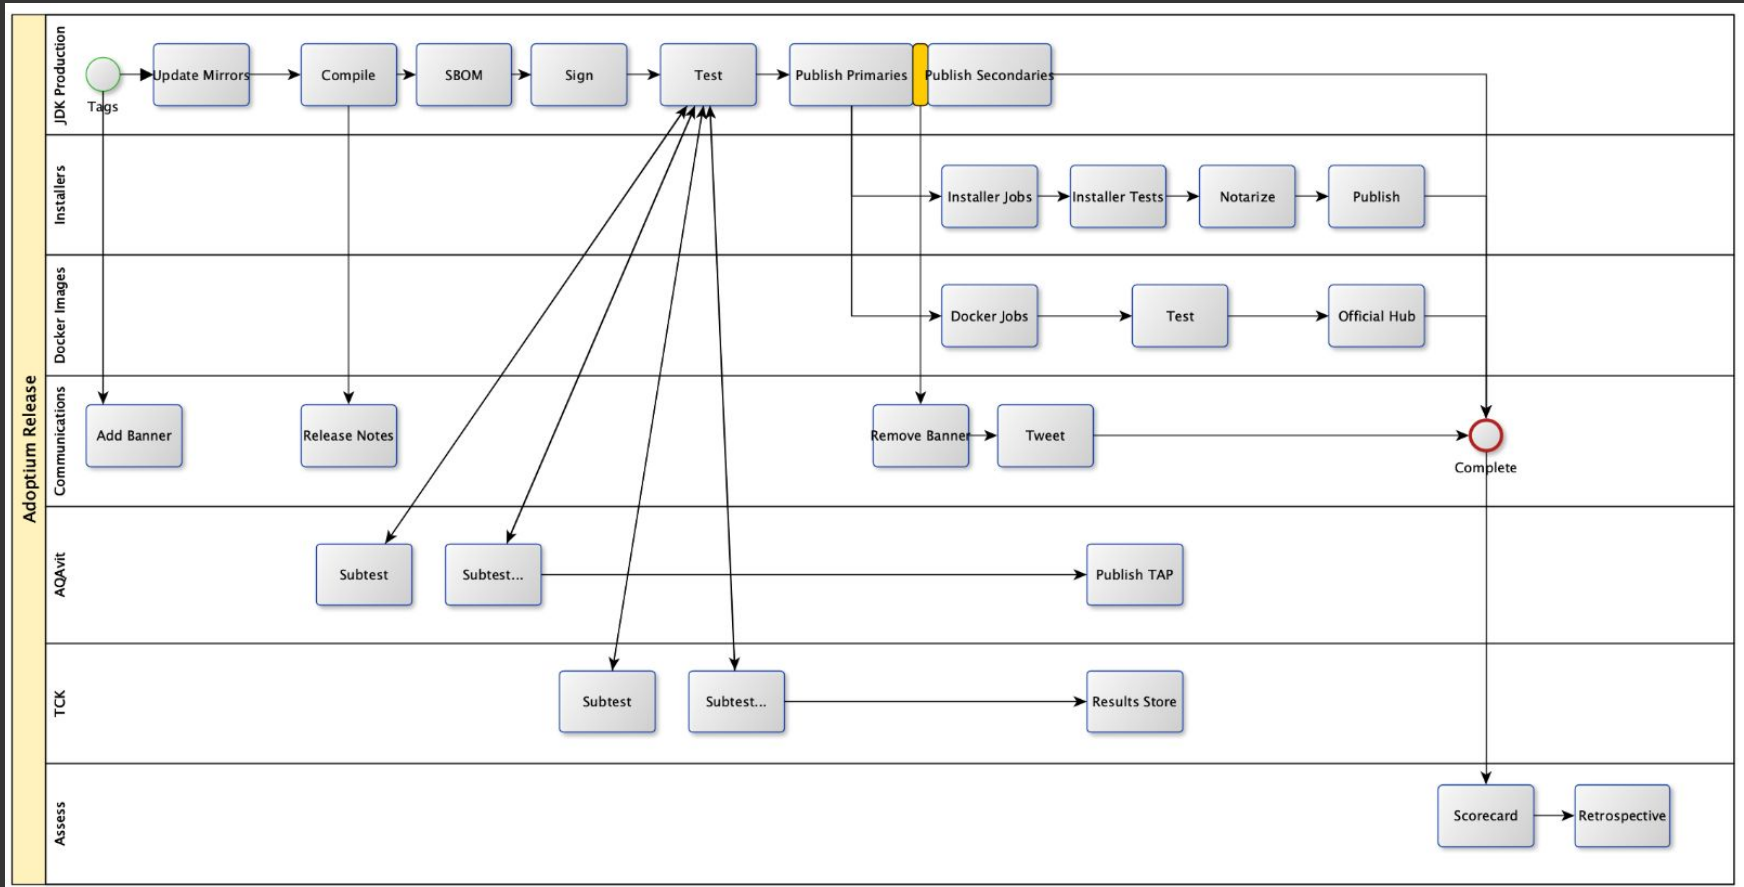 Adoptium Release
JDK Production
Tags
Update Mirrors
Compile
SBOM
Sign
Test
Publish Primaries
Publish Secondaries
Installers
Installer Jobs
Installer Tests
Notarize
Publish
Docker Images
Docker Jobs
Test
Official Hub
Communications
Add Banner
Release Notes
Remove Banner
Tweet
Complete
AQAvit
Subtest
Subtest...
Publish TAP
TCK
Subtest
Subtest...
Results Store
Assess
Scorecard
Retrospective